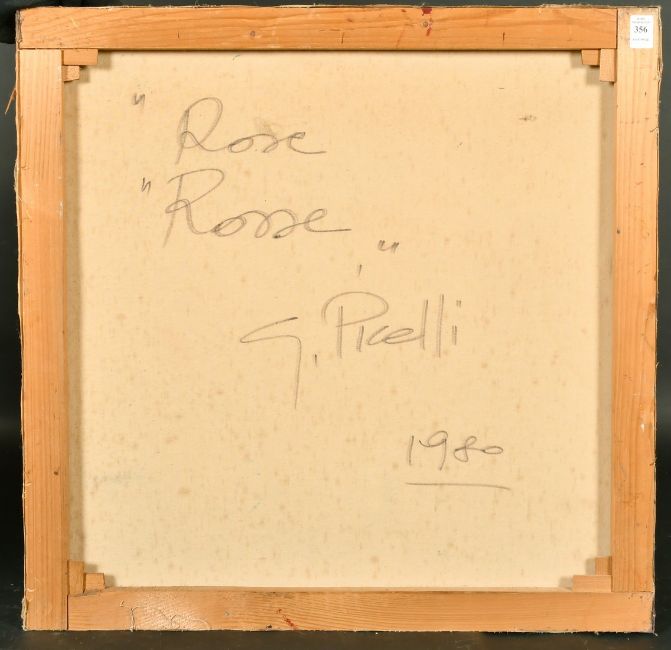 356
" Rose
" Rosse
"
G. Picelli
1980